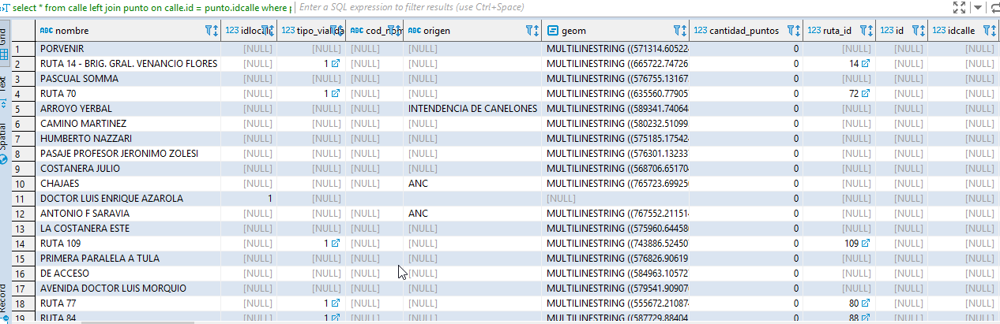 select * from calle left join punto on calle.id = punto.idcalle where p
Enter a SQL expression to filter results (use Ctrl+Space)
Grid Text Spatial Record
ABC nombre 123 idlocali 123 tipo_vialida ABC cod_nom ABC origen geom 123 cantidad_puntos 123 ruta_id 123 id 123 idcalle
1 PORVENIR [NULL] [NULL] [NULL] [NULL] MULTILINESTRING ((571314.60522 0 [NULL] [NULL] [NULL]
2 RUTA 14 - BRIG. GRAL. VENANCIO FLORES [NULL] 1 [NULL] [NULL] MULTILINESTRING ((665722.74726 0 14 [NULL] [NULL]
3 PASCUAL SOMMA [NULL] [NULL] [NULL] [NULL] MULTILINESTRING ((576755.13167 0 [NULL] [NULL] [NULL]
4 RUTA 70 [NULL] 1 [NULL] [NULL] MULTILINESTRING ((635560.77905 0 72 [NULL] [NULL]
5 ARROYO YERBAL [NULL] [NULL] [NULL] INTENDENCIA DE CANELONES MULTILINESTRING ((589341.74064 0 [NULL] [NULL] [NULL]
6 CAMINO MARTINEZ [NULL] [NULL] [NULL] [NULL] MULTILINESTRING ((580232.51099 0 [NULL] [NULL] [NULL]
7 HUMBERTO NAZZARI [NULL] [NULL] [NULL] [NULL] MULTILINESTRING ((575185.17542 0 [NULL] [NULL] [NULL]
8 PASAJE PROFESOR JERONIMO ZOLESI [NULL] [NULL] [NULL] [NULL] MULTILINESTRING ((576301.13233 0 [NULL] [NULL] [NULL]
9 COSTANERA JULIO [NULL] [NULL] [NULL] [NULL] MULTILINESTRING ((568706.65170 0 [NULL] [NULL] [NULL]
10 CHAJAES [NULL] [NULL] [NULL] ANC MULTILINESTRING ((765723.69925 0 [NULL] [NULL] [NULL]
11 DOCTOR LUIS ENRIQUE AZAROLA 1 [NULL] [NULL] 0 [NULL] [NULL] [NULL]
12 ANTONIO F SARAVIA [NULL] [NULL] [NULL] ANC MULTILINESTRING ((767552.21151 0 [NULL] [NULL] [NULL]
13 LA COSTANERA ESTE [NULL] [NULL] [NULL] [NULL] MULTILINESTRING ((575960.64458 0 [NULL] [NULL] [NULL]
14 RUTA 109 [NULL] 1 [NULL] [NULL] MULTILINESTRING ((743886.52450 0 109 [NULL] [NULL]
15 PRIMERA PARALELA A TULA [NULL] [NULL] [NULL] [NULL] MULTILINESTRING ((576826.90619 0 [NULL] [NULL] [NULL]
16 DE ACCESO [NULL] [NULL] [NULL] [NULL] MULTILINESTRING ((584963.10572 0 [NULL] [NULL] [NULL]
17 AVENIDA DOCTOR LUIS MORQUIO [NULL] [NULL] [NULL] [NULL] MULTILINESTRING ((579541.90907 0 [NULL] [NULL] [NULL]
18 RUTA 77 [NULL] 1 [NULL] [NULL] MULTILINESTRING ((555672.21087 0 80 [NULL] [NULL]
19 RUTA 84 [NULL] 1 [NULL] [NULL] MULTILINESTRING ((587729.88404 0 88 [NULL] [NULL]